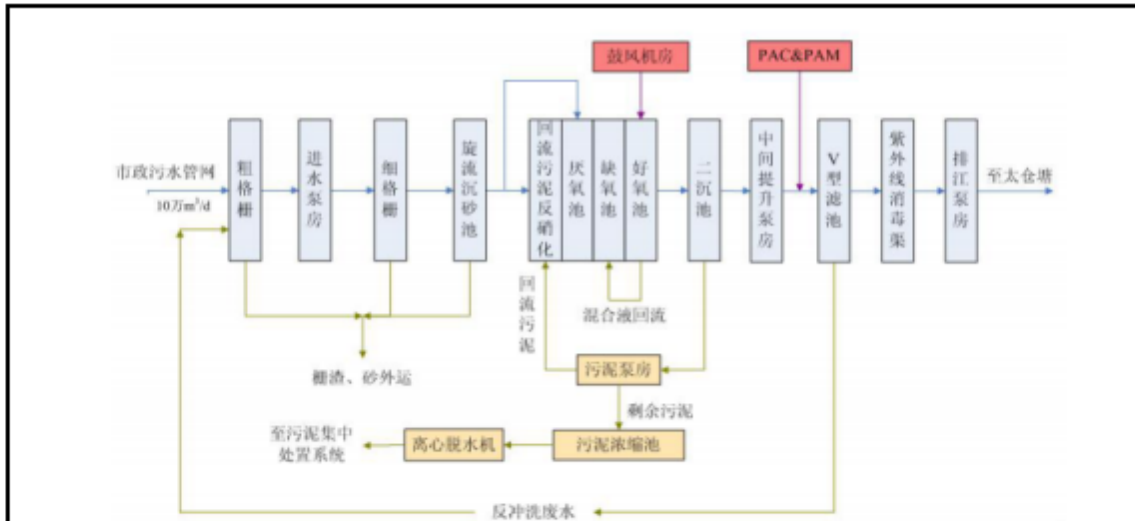 鼓风机房
PAC&PAM
市政污水管网
10万m³/d
粗格栅
进水泵房
细格栅
旋流沉砂池
回流污泥反硝化
厌氧池
缺氧池
好氧池
二沉池
中间提升泵房
V型滤池
紫外线消毒渠
排江泵房
至太仓塘
回流污泥
混合液回流
栅渣、砂外运
污泥泵房
剩余污泥
至污泥集中
处置系统
离心脱水机
污泥浓缩池
反冲洗废水